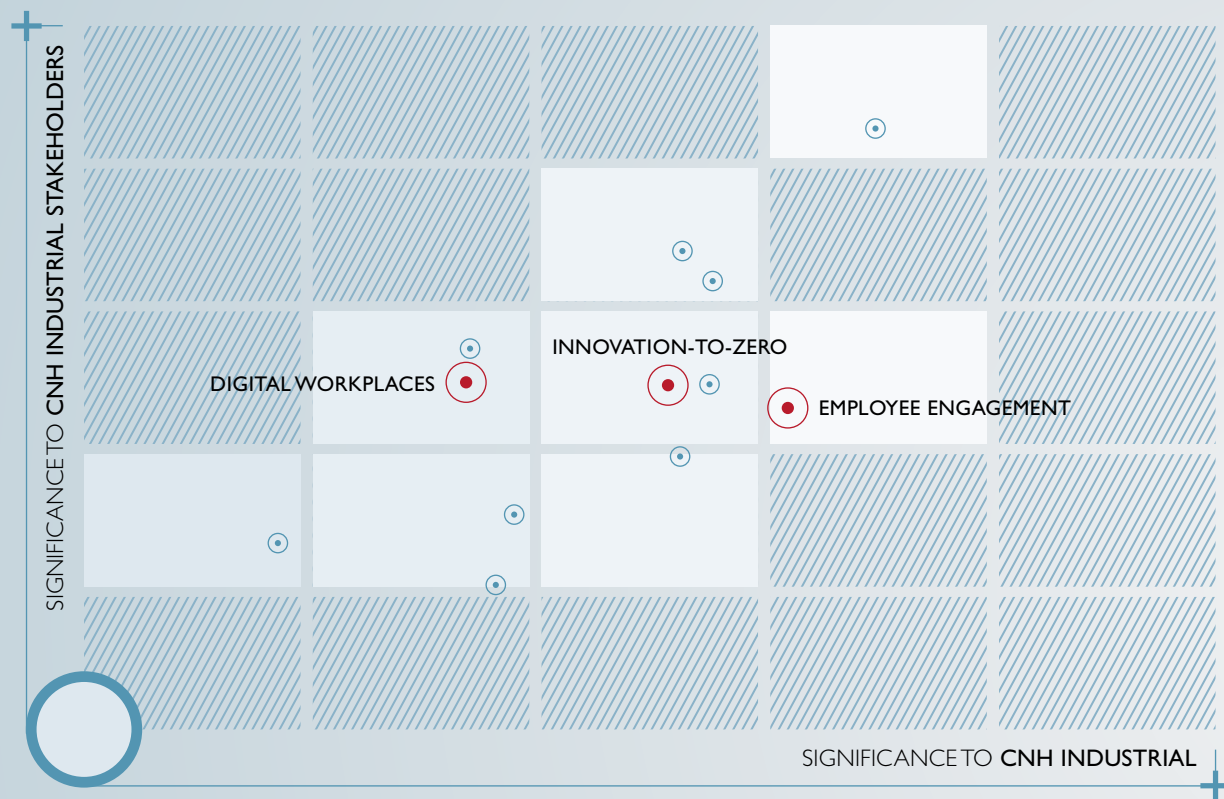 SIGNIFICANCE TO CNH INDUSTRIAL STAKEHOLDERS
INNOVATION-TO-ZERO
DIGITAL WORKPLACES
EMPLOYEE ENGAGEMENT
SIGNIFICANCE TO CNH INDUSTRIAL